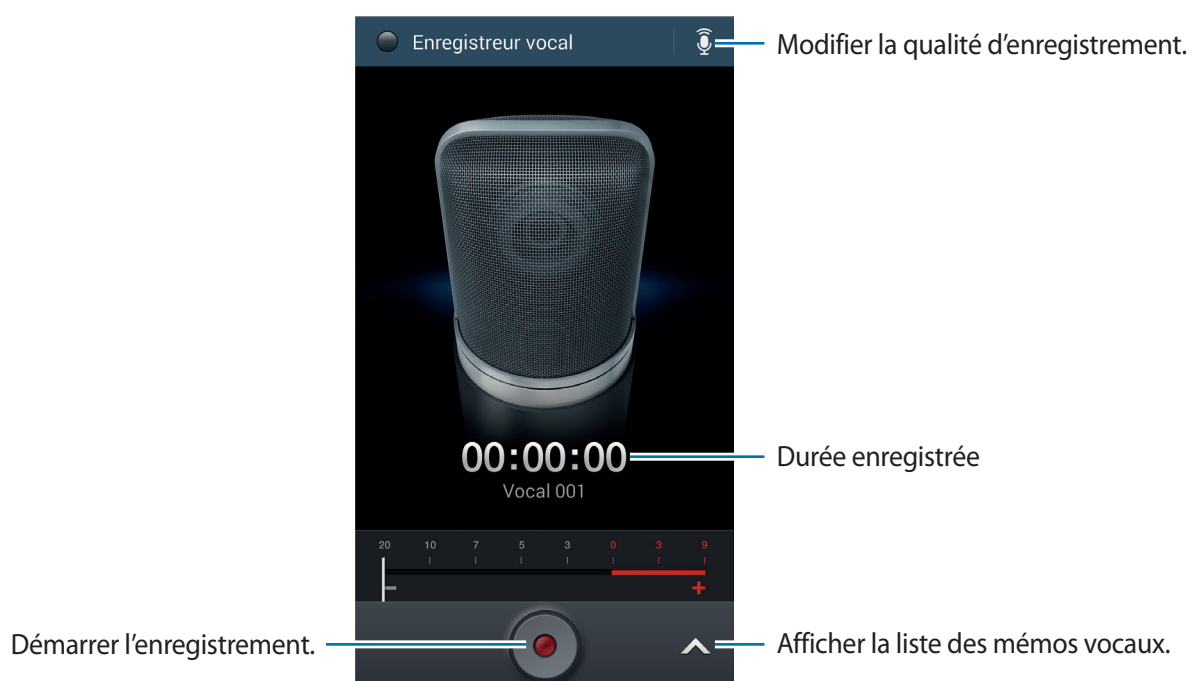 Enregistreur vocal
Modifier la qualité d'enregistrement.
00:00:00
Durée enregistrée
Vocal 001
20 10 7 5 3 0 3 9
− +
Démarrer l'enregistrement.
Afficher la liste des mémos vocaux.